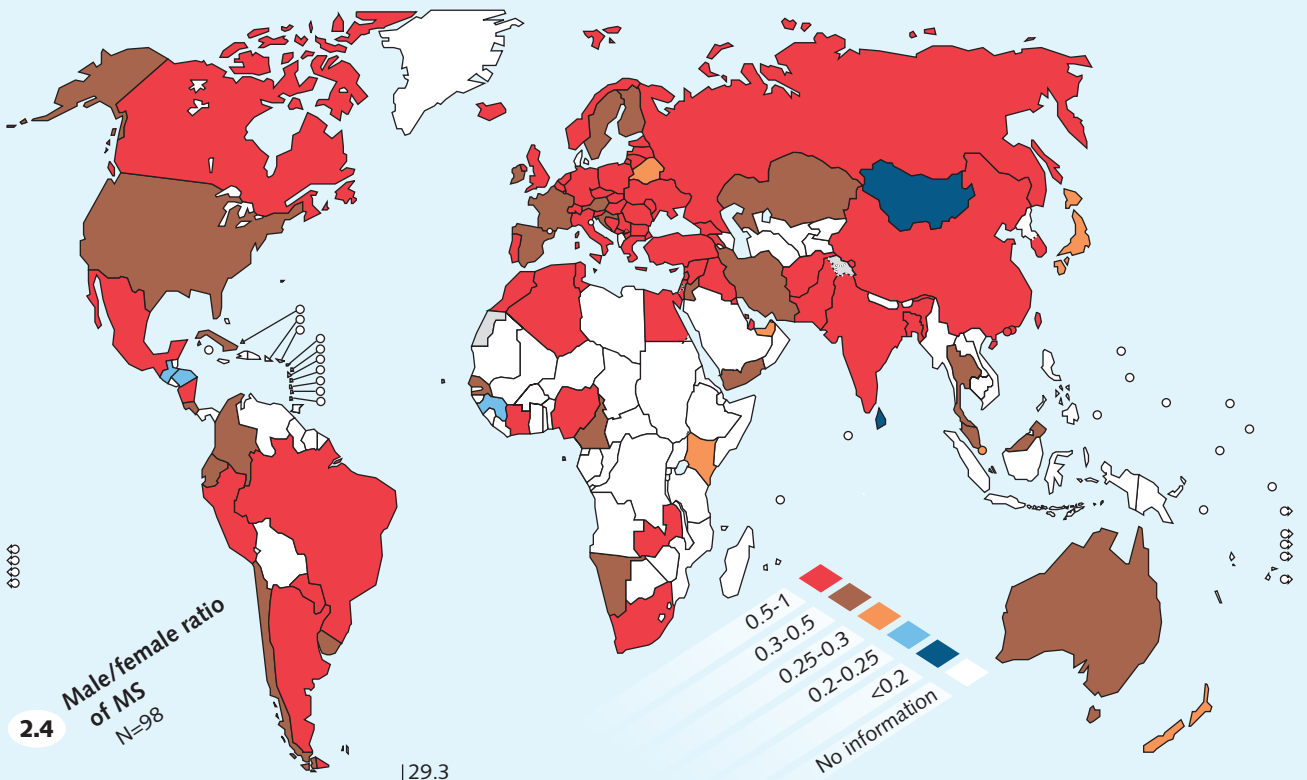 2.4
Male/female ratio
of MS
N=98
|29.3
0.5-1
0.3-0.5
0.25-0.3
0.2-0.25
<0.2
No information